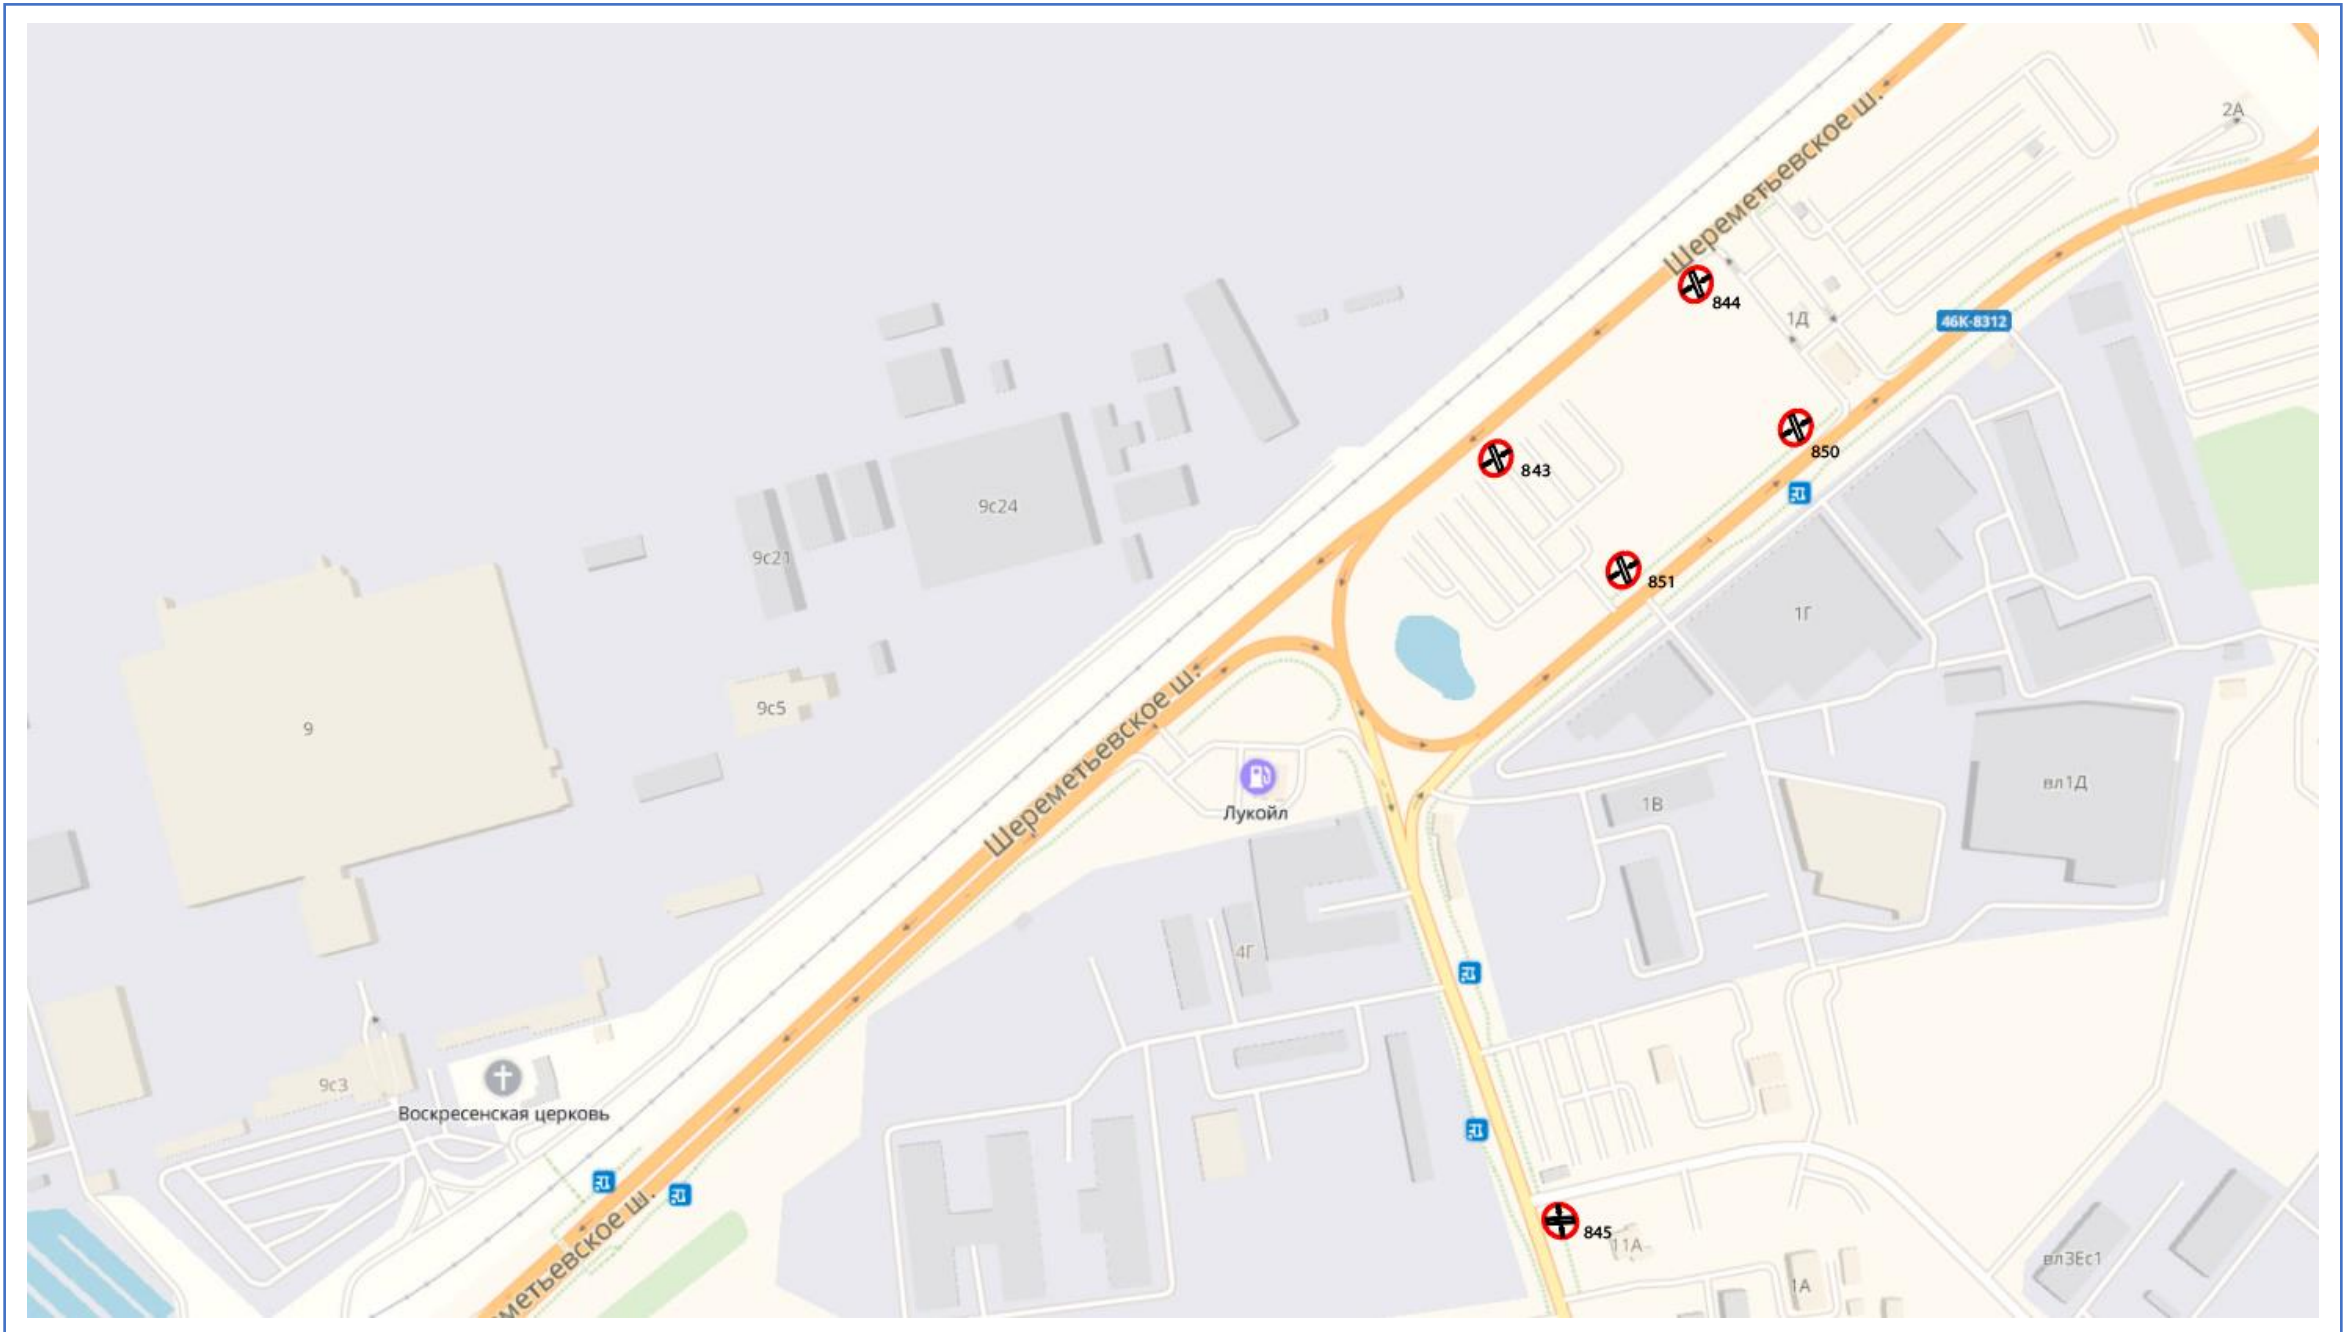 2А
Шереметьевское ш.
844
1Д
46К-8312
850
843
9с24
9с21
851
1Г
9с5
9
Шереметьевское ш.
Лукойл
1В
вл1Д
4Г
9с3
Воскресенская церковь
метьевское ш.
845
11А
вл3Ес1
1А